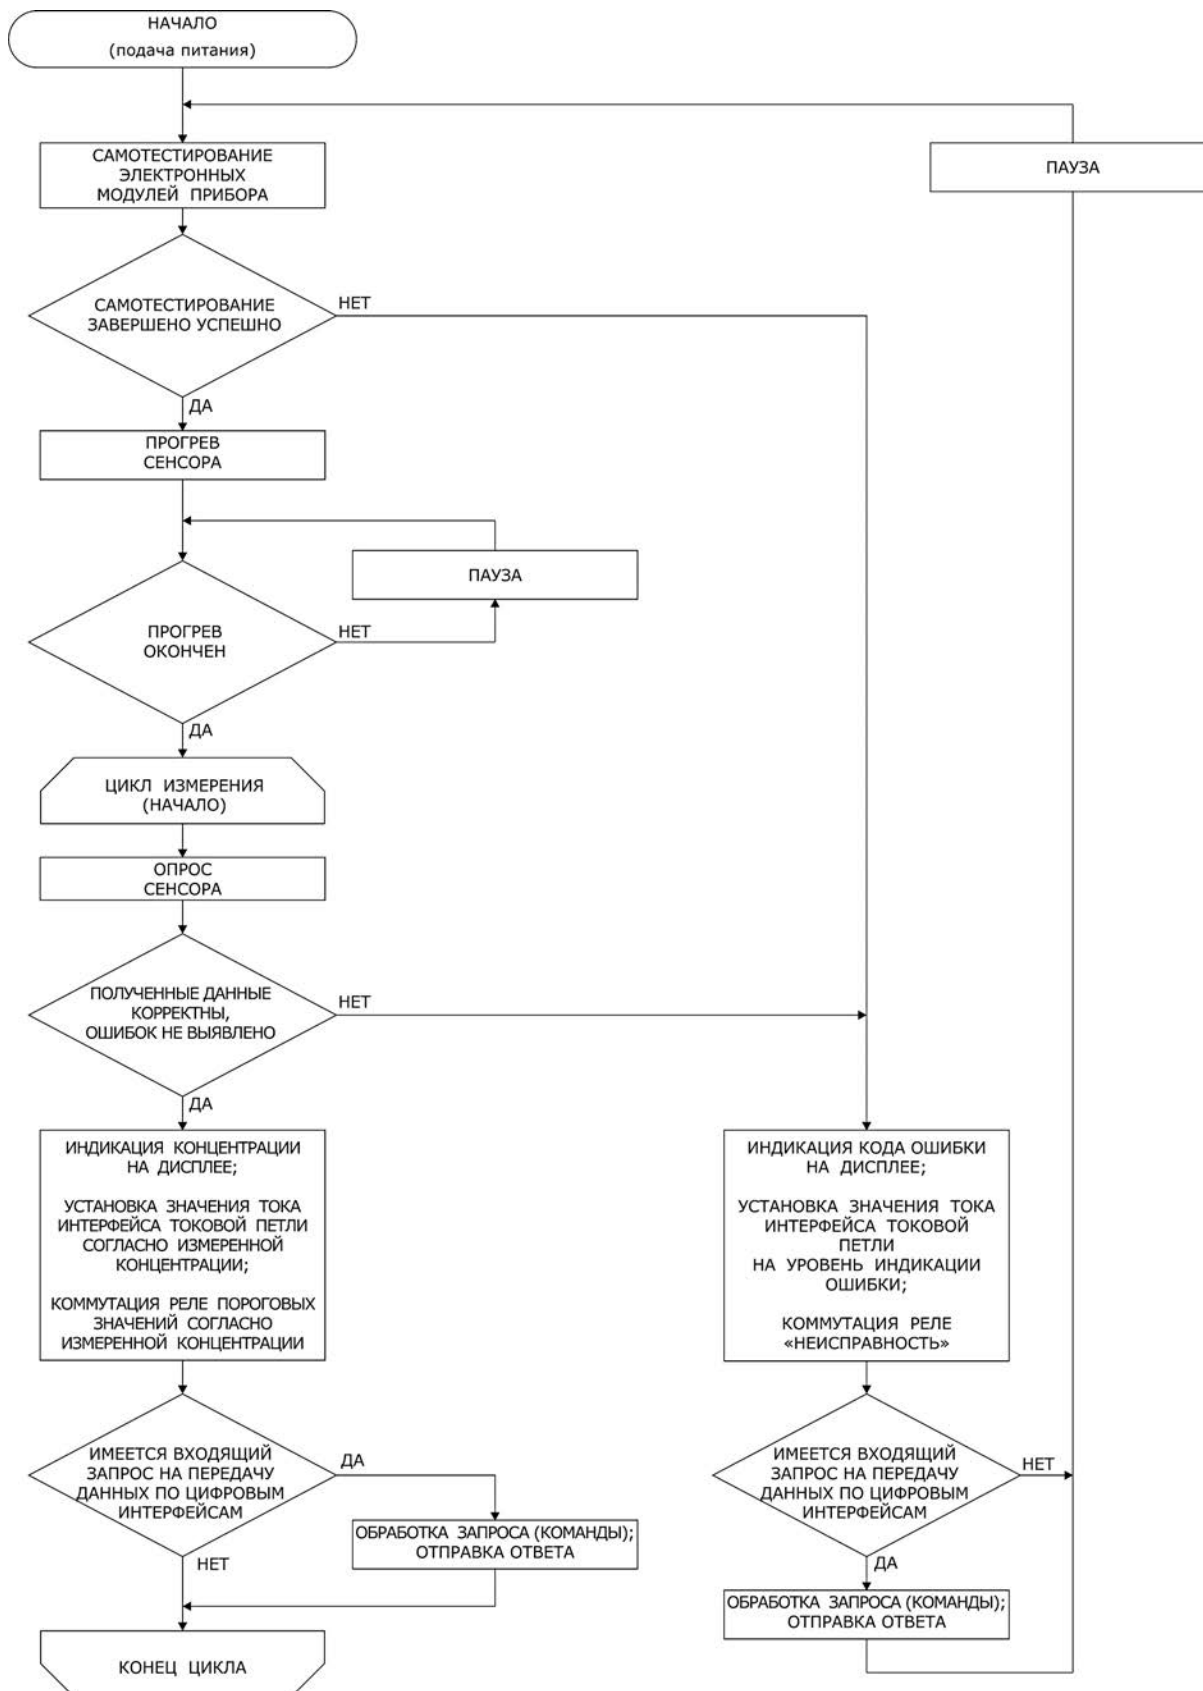 НАЧАЛО
(подача питания)
САМОТЕСТИРОВАНИЕ
ЭЛЕКТРОННЫХ
МОДУЛЕЙ ПРИБОРА
ПАУЗА
САМОТЕСТИРОВАНИЕ
ЗАВЕРШЕНО УСПЕШНО
НЕТ
ДА
ПРОГРЕВ
СЕНСОРА
ПАУЗА
ПРОГРЕВ
ОКОНЧЕН
НЕТ
ДА
ЦИКЛ ИЗМЕРЕНИЯ
(НАЧАЛО)
ОПРОС
СЕНСОРА
ПОЛУЧЕННЫЕ ДАННЫЕ
КОРРЕКТНЫ,
ОШИБОК НЕ ВЫЯВЛЕНО
НЕТ
ДА
ИНДИКАЦИЯ КОНЦЕНТРАЦИИ
НА ДИСПЛЕЕ;
УСТАНОВКА ЗНАЧЕНИЯ ТОКА
ИНТЕРФЕЙСА ТОКОВОЙ ПЕТЛИ
СОГЛАСНО ИЗМЕРЕННОЙ
КОНЦЕНТРАЦИИ;
КОММУТАЦИЯ РЕЛЕ ПОРОГОВЫХ
ЗНАЧЕНИЙ СОГЛАСНО
ИЗМЕРЕННОЙ КОНЦЕНТРАЦИИ
ИНДИКАЦИЯ КОДА ОШИБКИ
НА ДИСПЛЕЕ;
УСТАНОВКА ЗНАЧЕНИЯ ТОКА
ИНТЕРФЕЙСА ТОКОВОЙ
ПЕТЛИ
НА УРОВЕНЬ ИНДИКАЦИИ
ОШИБКИ;
КОММУТАЦИЯ РЕЛЕ
«НЕИСПРАВНОСТЬ»
ИМЕЕТСЯ ВХОДЯЩИЙ
ЗАПРОС НА ПЕРЕДАЧУ
ДАННЫХ ПО ЦИФРОВЫМ
ИНТЕРФЕЙСАМ
ДА
ОБРАБОТКА ЗАПРОСА (КОМАНДЫ);
ОТПРАВКА ОТВЕТА
НЕТ
ИМЕЕТСЯ ВХОДЯЩИЙ
ЗАПРОС НА ПЕРЕДАЧУ
ДАННЫХ ПО ЦИФРОВЫМ
ИНТЕРФЕЙСАМ
НЕТ
ДА
ОБРАБОТКА ЗАПРОСА (КОМАНДЫ);
ОТПРАВКА ОТВЕТА
КОНЕЦ ЦИКЛА